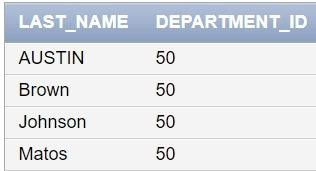 LAST_NAME DEPARTMENT_ID
AUSTIN 50
Brown 50
Johnson 50
Matos 50